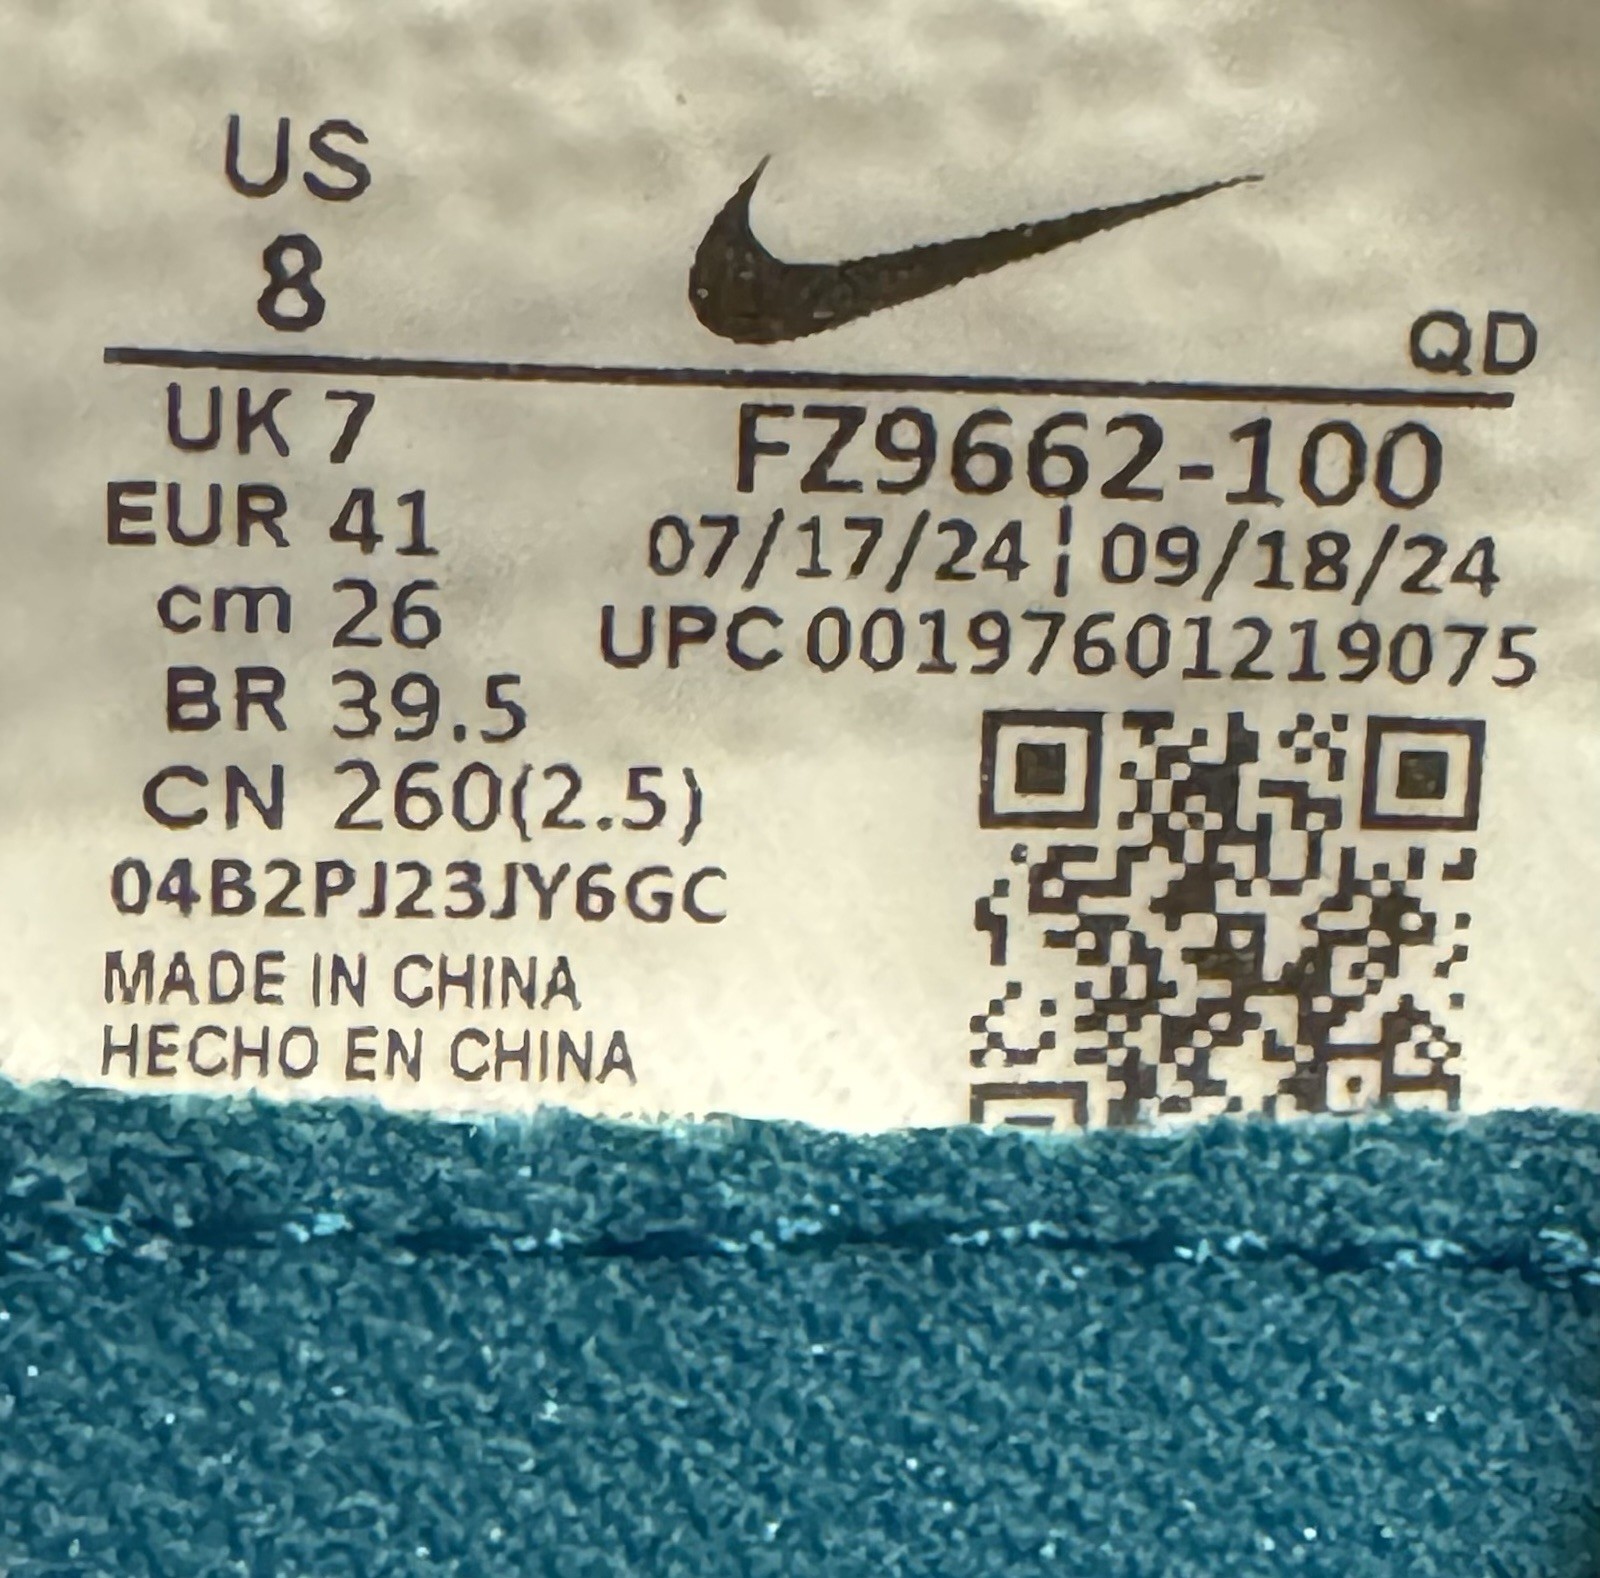 US
8
QD
UK 7
EUR 41
cm 26
BR 39.5
CN 260(2.5)
04B2PJ23JY6GC
MADE IN CHINA
HECHO EN CHINA
FZ9662-100
07/17/24 ¦ 09/18/24
UPC 00197601219075